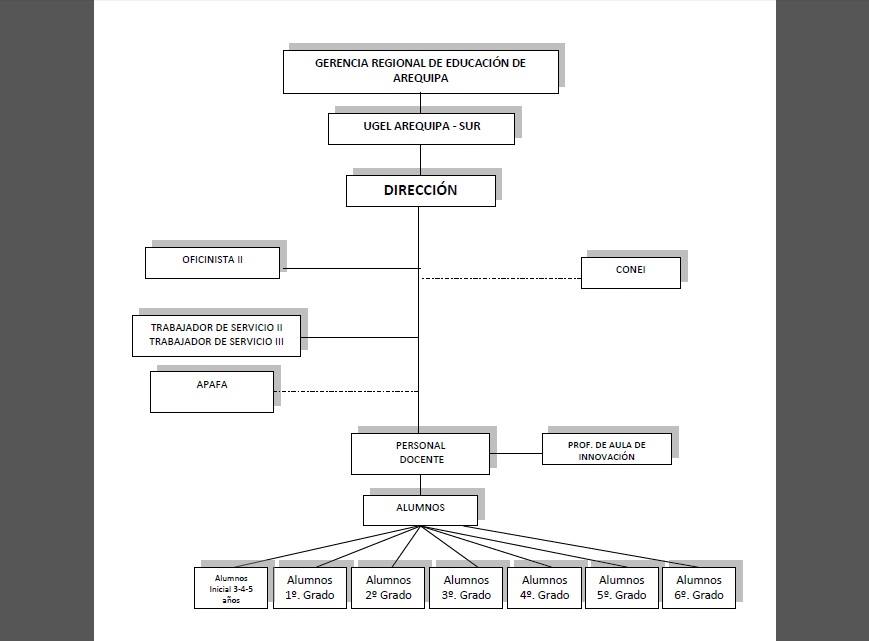 GERENCIA REGIONAL DE EDUCACIÓN DE
AREQUIPA
UGEL AREQUIPA - SUR
DIRECCIÓN
OFICINISTA II
CONEI
TRABAJADOR DE SERVICIO II
TRABAJADOR DE SERVICIO III
APAFA
PERSONAL
DOCENTE
PROF. DE AULA DE
INNOVACIÓN
ALUMNOS
Alumnos
Inicial 3-4-5
años
Alumnos
1º. Grado
Alumnos
2º Grado
Alumnos
3º. Grado
Alumnos
4º. Grado
Alumnos
5º. Grado
Alumnos
6º. Grado